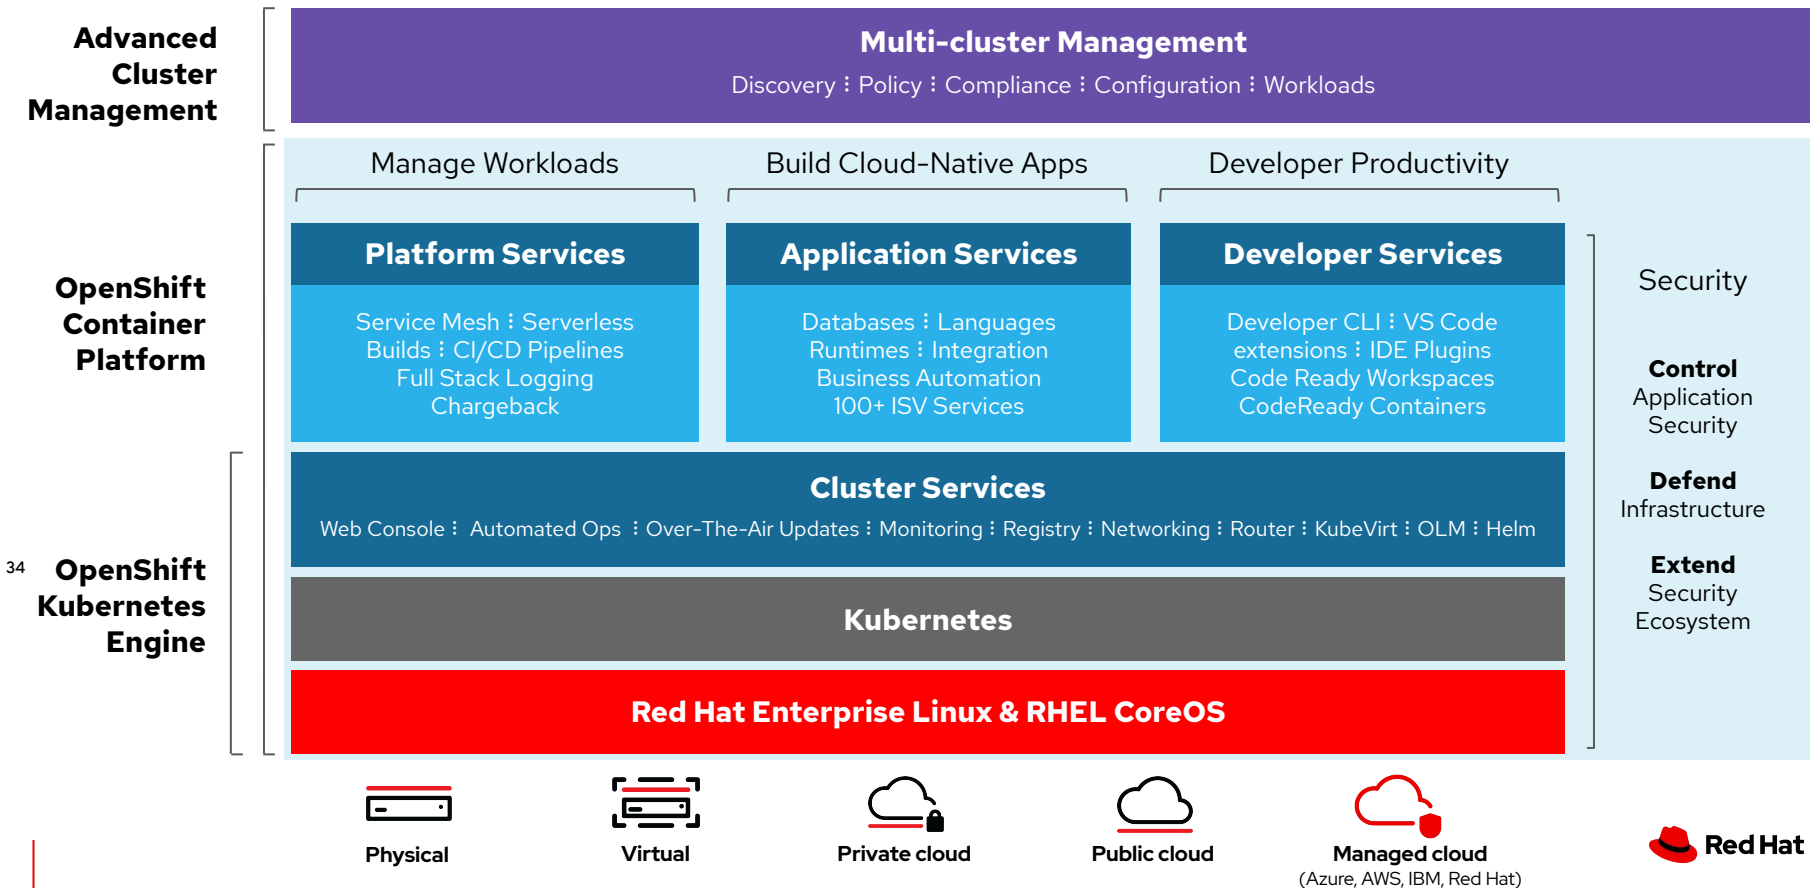 Advanced
Cluster
Management
Multi-cluster Management
Discovery ⋮ Policy ⋮ Compliance ⋮ Configuration ⋮ Workloads
OpenShift
Container
Platform
Manage Workloads
Build Cloud-Native Apps
Developer Productivity
Platform Services
Service Mesh ⋮ Serverless
Builds ⋮ CI/CD Pipelines
Full Stack Logging
Chargeback
Application Services
Databases ⋮ Languages
Runtimes ⋮ Integration
Business Automation
100+ ISV Services
Developer Services
Developer CLI ⋮ VS Code
extensions ⋮ IDE Plugins
Code Ready Workspaces
CodeReady Containers
Security
Control
Application
Security
Defend
Infrastructure
Extend
Security
Ecosystem
34
OpenShift
Kubernetes
Engine
Cluster Services
Web Console ⋮ Automated Ops ⋮ Over-The-Air Updates ⋮ Monitoring ⋮ Registry ⋮ Networking ⋮ Router ⋮ KubeVirt ⋮ OLM ⋮ Helm
Kubernetes
Red Hat Enterprise Linux & RHEL CoreOS
Physical
Virtual
Private cloud
Public cloud
Managed cloud
(Azure, AWS, IBM, Red Hat)
Red Hat